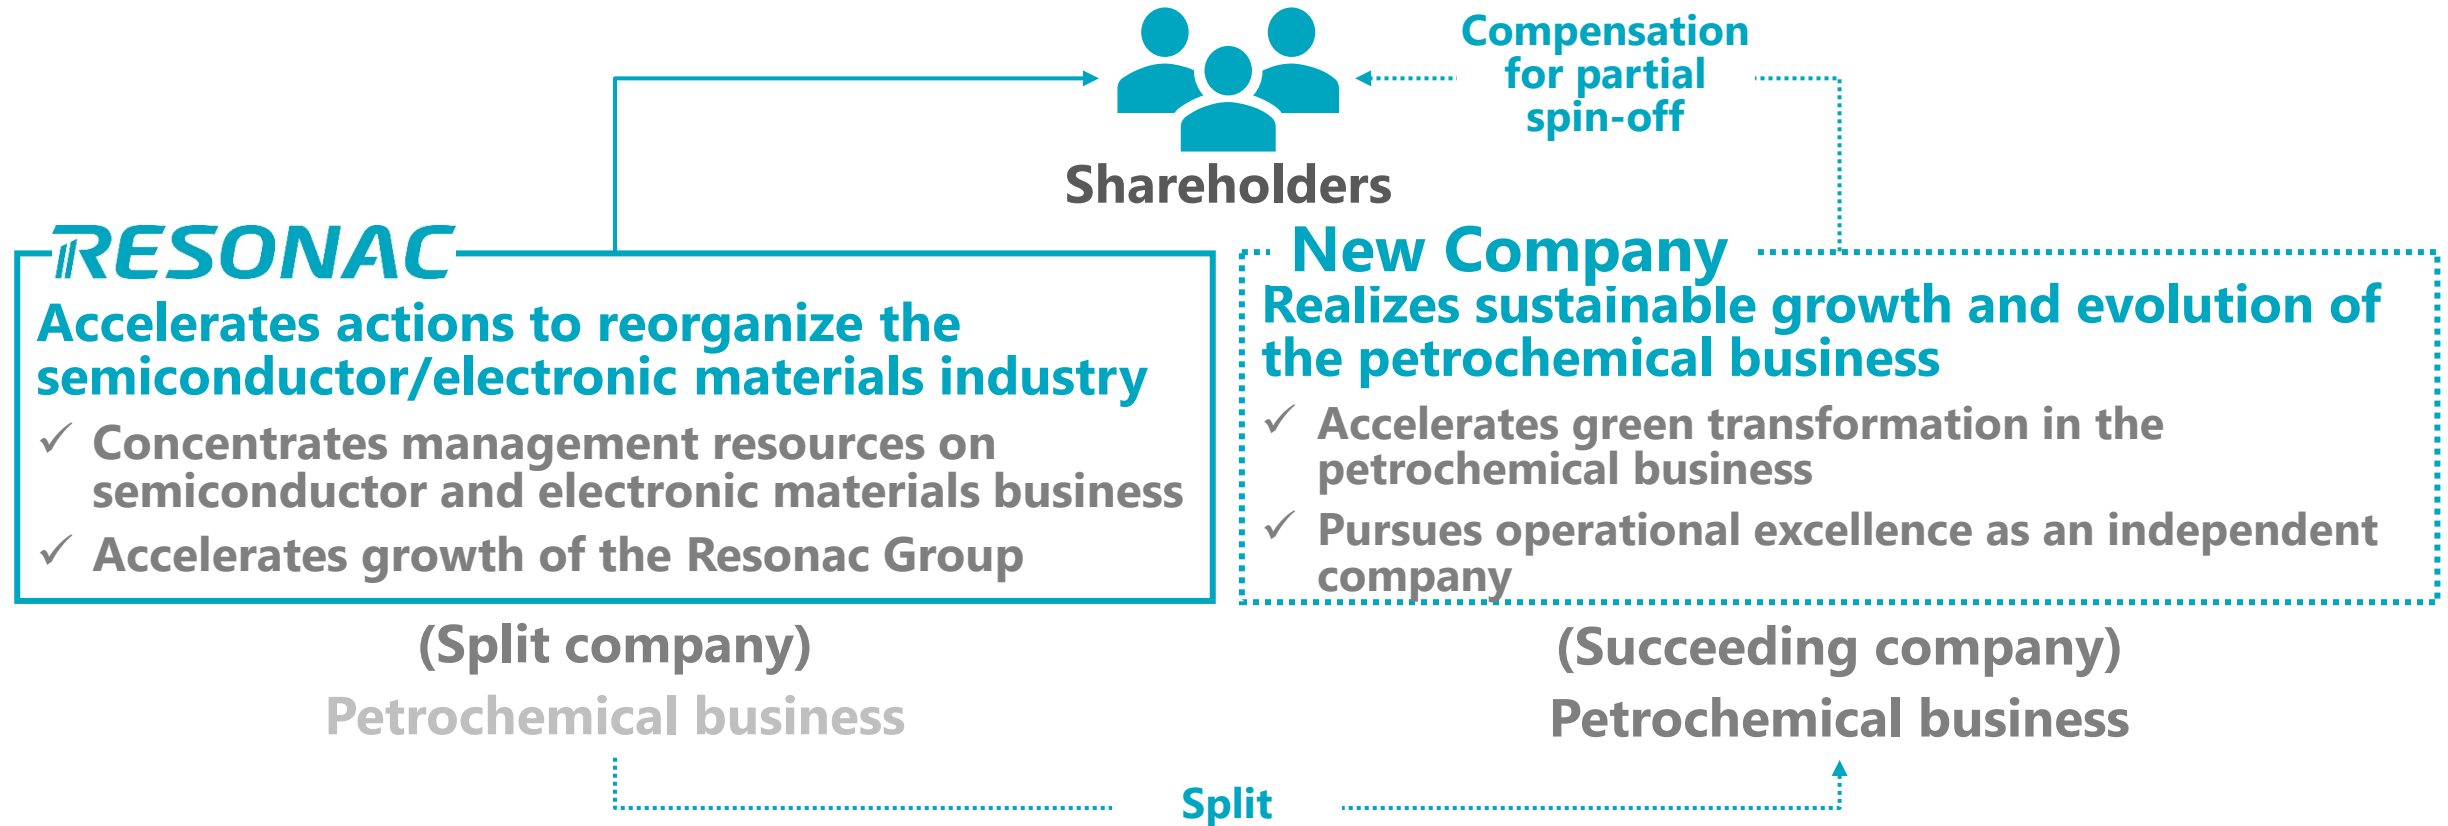 Compensation
for partial
spin-off
Shareholders
RESONAC
Accelerates actions to reorganize the
semiconductor/electronic materials industry
✓ Concentrates management resources on
semiconductor and electronic materials business
✓ Accelerates growth of the Resonac Group
(Split company)
Petrochemical business
New Company
Realizes sustainable growth and evolution of
the petrochemical business
✓ Accelerates green transformation in the
petrochemical business
✓ Pursues operational excellence as an independent
company
(Succeeding company)
Petrochemical business
Split